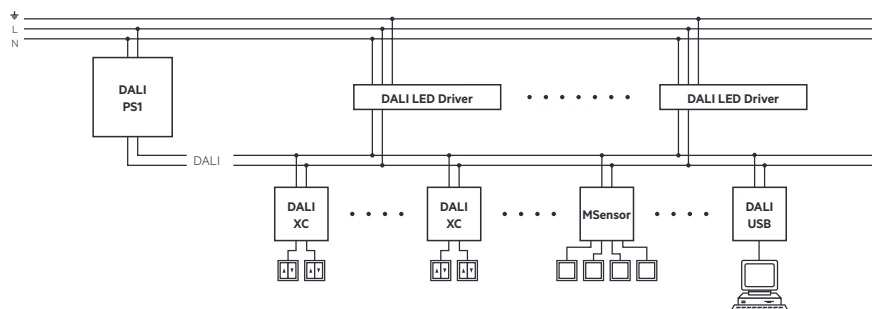 L
N
DALI
PS1
DALI LED Driver
DALI LED Driver
DALI
DALI
XC
DALI
XC
MSensor
DALI
USB